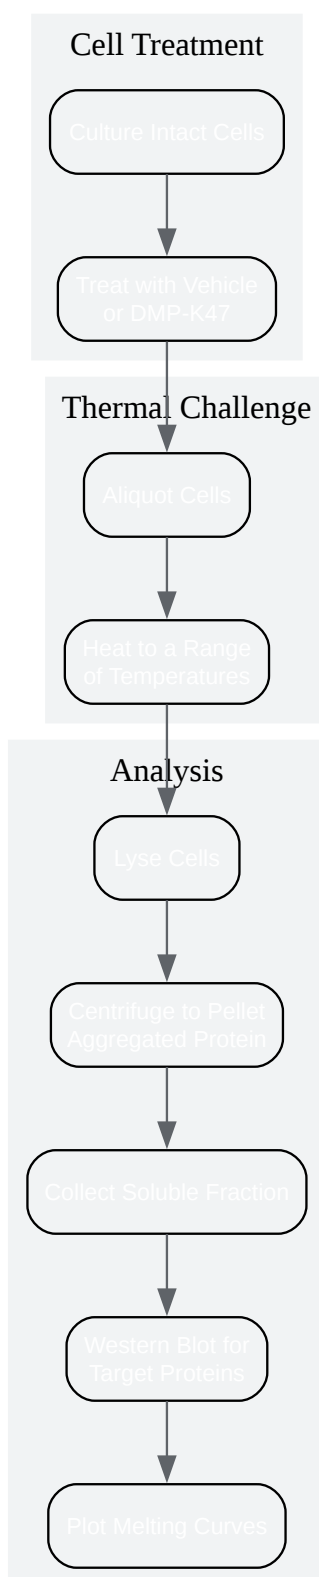 Cell Treatment
Culture Intact Cells
Treat with Vehicle
or DMP-K47
Thermal Challenge
Aliquot Cells
Heat to a Range
of Temperatures
Analysis
Lyse Cells
Centrifuge to Pellet
Aggregated Protein
Collect Soluble Fraction
Western Blot for
Target Proteins
Plot Melting Curves